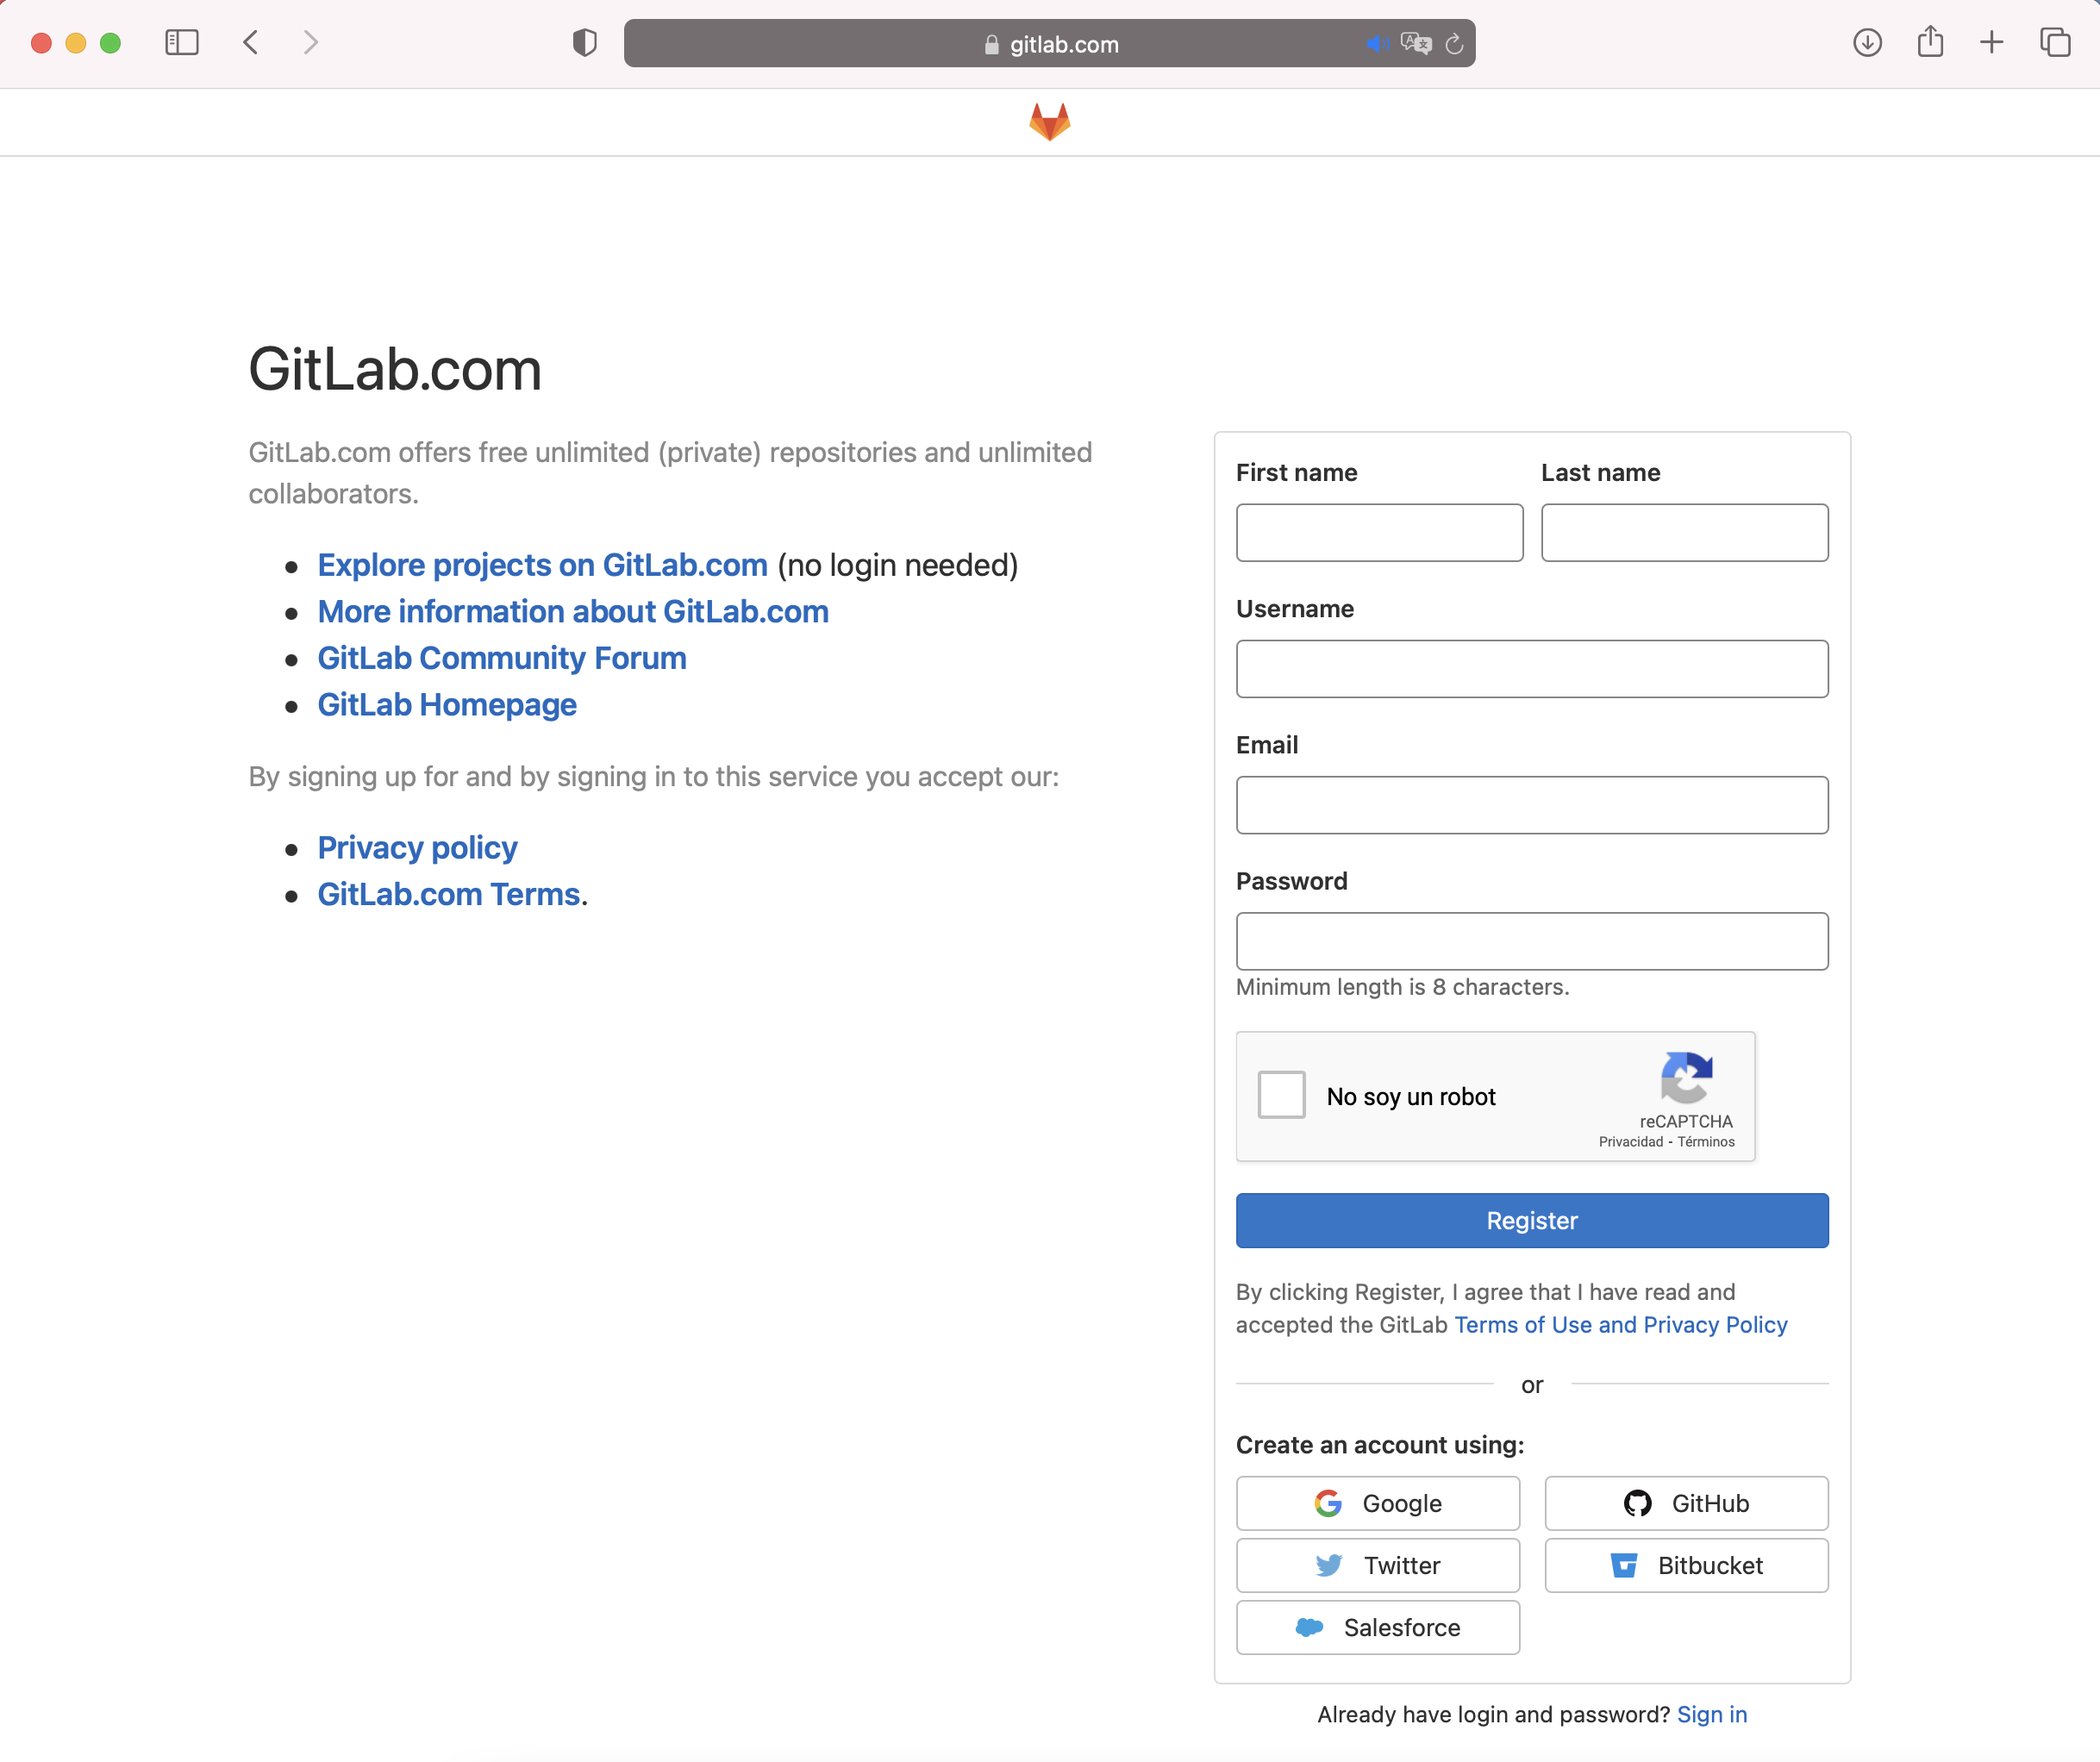 gitlab.com
GitLab.com
GitLab.com offers free unlimited (private) repositories and unlimited
collaborators.
Explore projects on GitLab.com (no login needed)
More information about GitLab.com
GitLab Community Forum
GitLab Homepage
By signing up for and by signing in to this service you accept our:
Privacy policy
GitLab.com Terms.
First name
Last name
Username
Email
Password
Minimum length is 8 characters.
No soy un robot
reCAPTCHA
Privacidad - Términos
Register
By clicking Register, I agree that I have read and
accepted the GitLab Terms of Use and Privacy Policy
or
Create an account using:
Google
GitHub
Twitter
Bitbucket
Salesforce
Already have login and password? Sign in